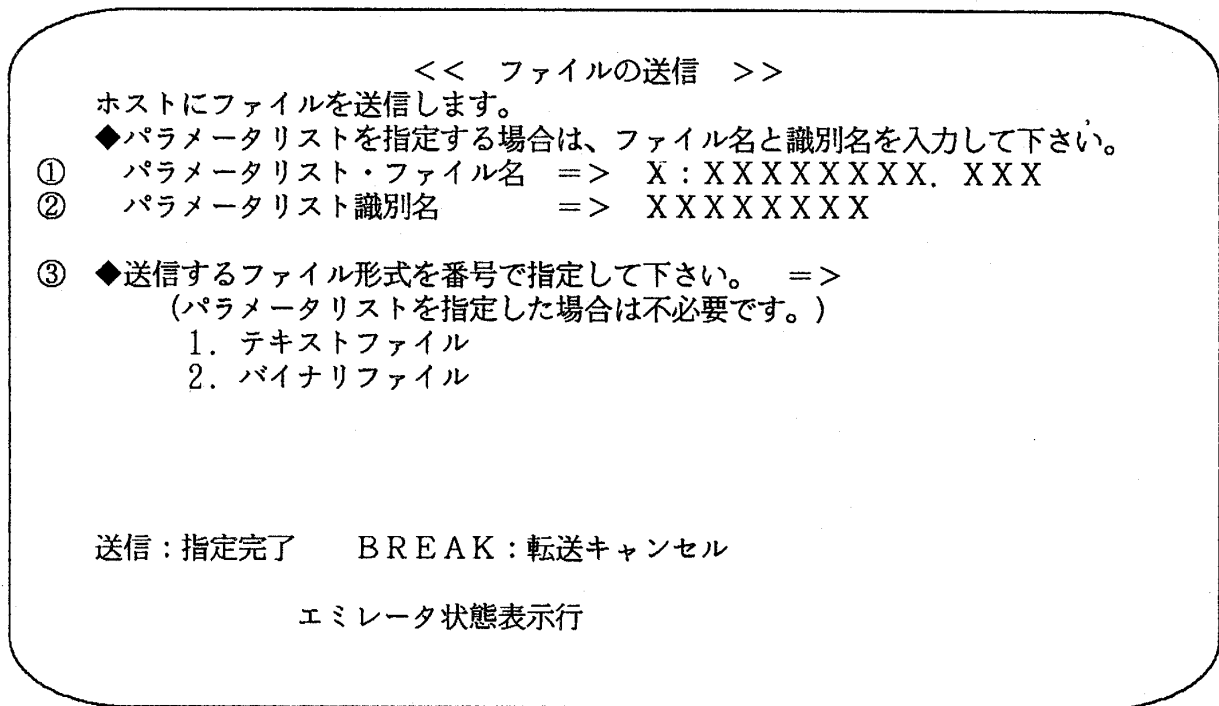 <<　ファイルの送信　>>
ホストにファイルを送信します。
◆パラメータリストを指定する場合は、ファイル名と識別名を入力して下さい。
①　パラメータリスト・ファイル名　=>　X:XXXXXXXX．XXX
②　パラメータリスト識別名　=>　XXXXXXXX
③　◆送信するファイル形式を番号で指定して下さい。　=>
(パラメータリストを指定した場合は不必要です。)
1．テキストファイル
2．バイナリファイル
送信：指定完了　BREAK：転送キャンセル
エミレータ状態表示行